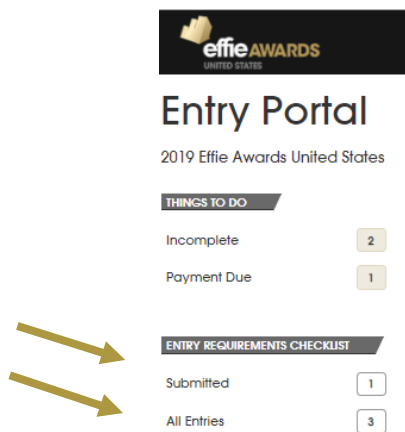 effie AWARDS
UNITED STATES
Entry Portal
2019 Effie Awards United States
THINGS TO DO
Incomplete 2
Payment Due 1
ENTRY REQUIREMENTS CHECKLIST
Submitted 1
All Entries 3